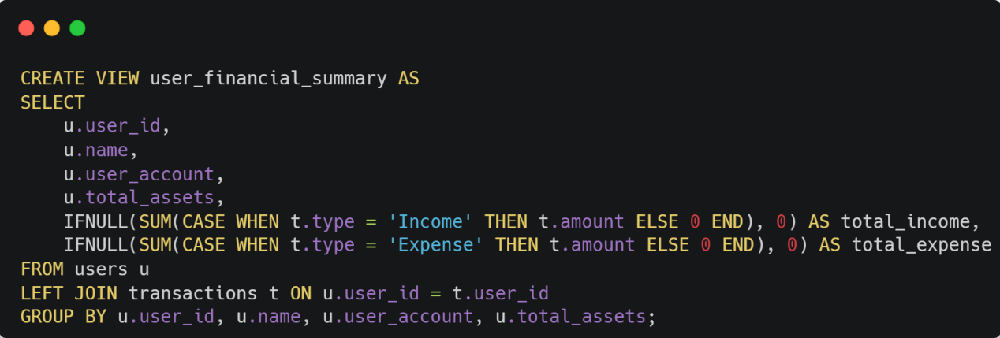 CREATE VIEW user_financial_summary AS
SELECT
    u.user_id,
    u.name,
    u.user_account,
    u.total_assets,
    IFNULL(SUM(CASE WHEN t.type = 'Income' THEN t.amount ELSE 0 END), 0) AS total_income,
    IFNULL(SUM(CASE WHEN t.type = 'Expense' THEN t.amount ELSE 0 END), 0) AS total_expense
FROM users u
LEFT JOIN transactions t ON u.user_id = t.user_id
GROUP BY u.user_id, u.name, u.user_account, u.total_assets;